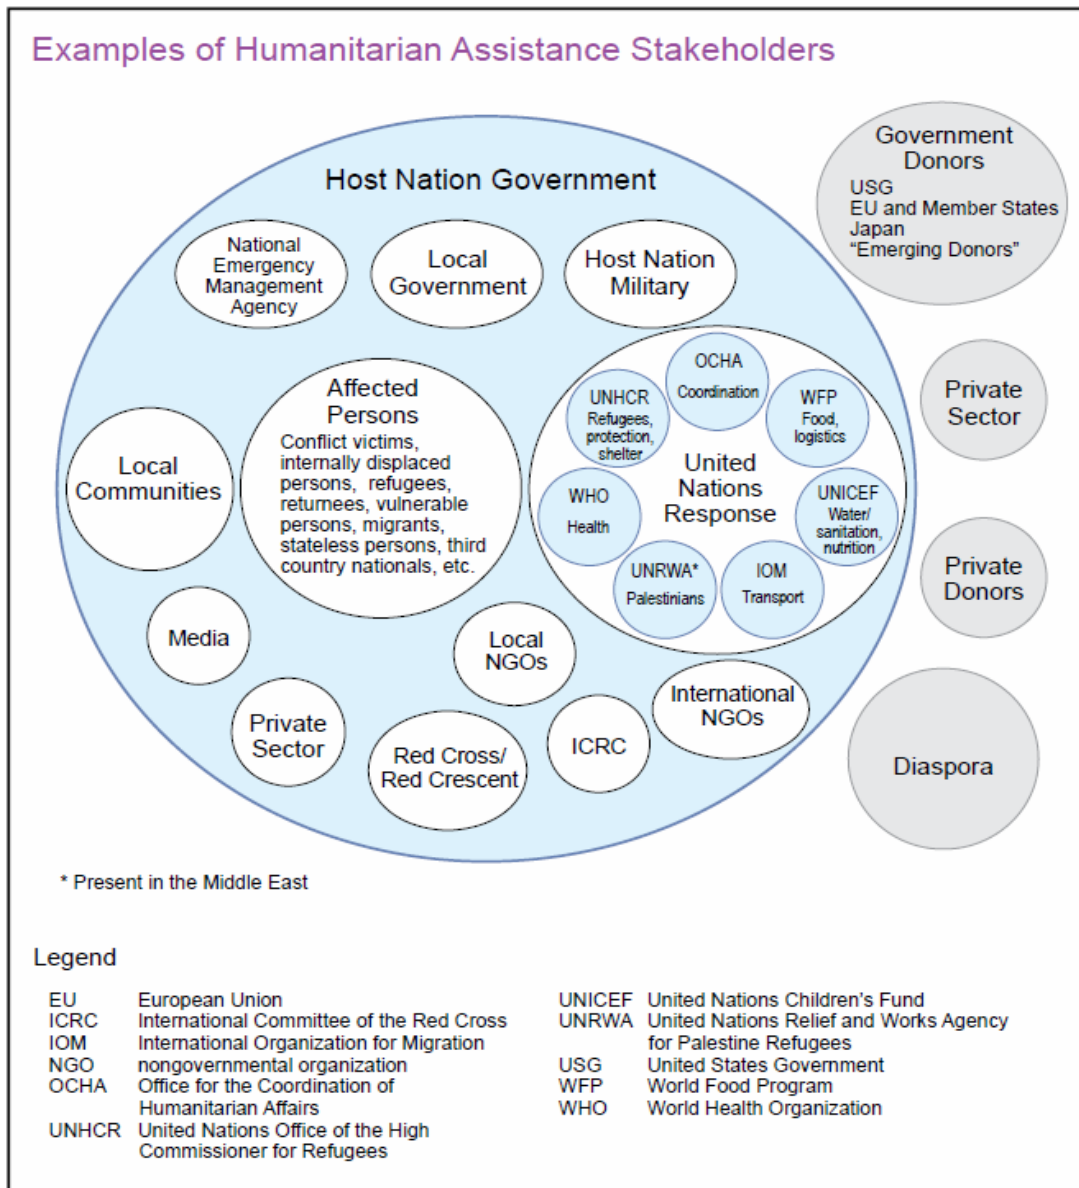 Examples of Humanitarian Assistance Stakeholders
Host Nation Government
National
Emergency
Management
Agency
Local
Government
Host Nation
Military
Government
Donors
USG
EU and Member States
Japan
“Emerging Donors”
Affected
Persons
Conflict victims,
internally displaced
persons, refugees,
returnees, vulnerable
persons, migrants,
stateless persons, third
country nationals, etc.
Local
Communities
United
Nations
Response
OCHA
Coordination
UNHCR
Refugees,
protection,
shelter
WFP
Food,
logistics
WHO
Health
UNICEF
Water/
sanitation,
nutrition
UNRWA*
Palestinians
IOM
Transport
Private
Sector
Private
Donors
Diaspora
Media
Local
NGOs
International
NGOs
Private
Sector
Red Cross/
Red Crescent
ICRC
* Present in the Middle East
Legend
EU European Union
ICRC International Committee of the Red Cross
IOM International Organization for Migration
NGO nongovernmental organization
OCHA Office for the Coordination of
Humanitarian Affairs
UNHCR United Nations Office of the High
Commissioner for Refugees
UNICEF United Nations Children’s Fund
UNRWA United Nations Relief and Works Agency
for Palestine Refugees
USG United States Government
WFP World Food Program
WHO World Health Organization